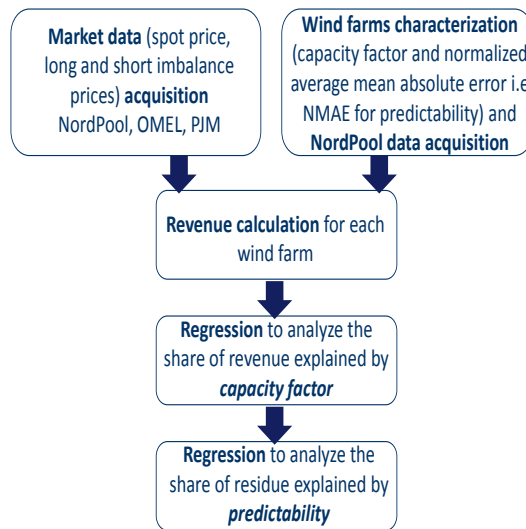 Market data (spot price,
long and short imbalance
prices) acquisition
NordPool, OMEL, PJM
Wind farms characterization
(capacity factor and normalized
average mean absolute error i.e
NMAE for predictability) and
NordPool data acquisition
Revenue calculation for each
wind farm
Regression to analyze the
share of revenue explained by
capacity factor
Regression to analyze the
share of residue explained by
predictability